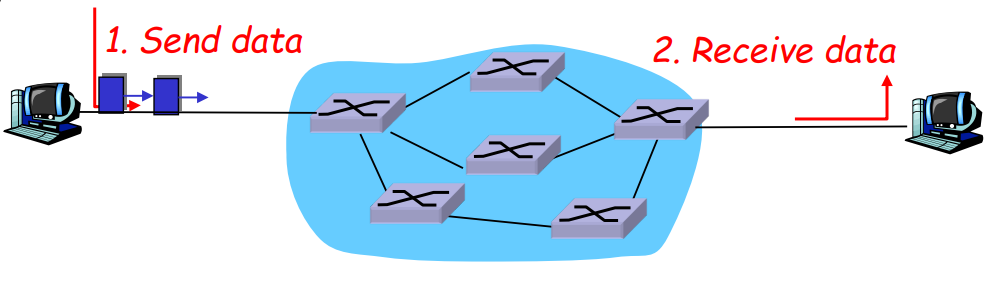 1. Send data
2. Receive data